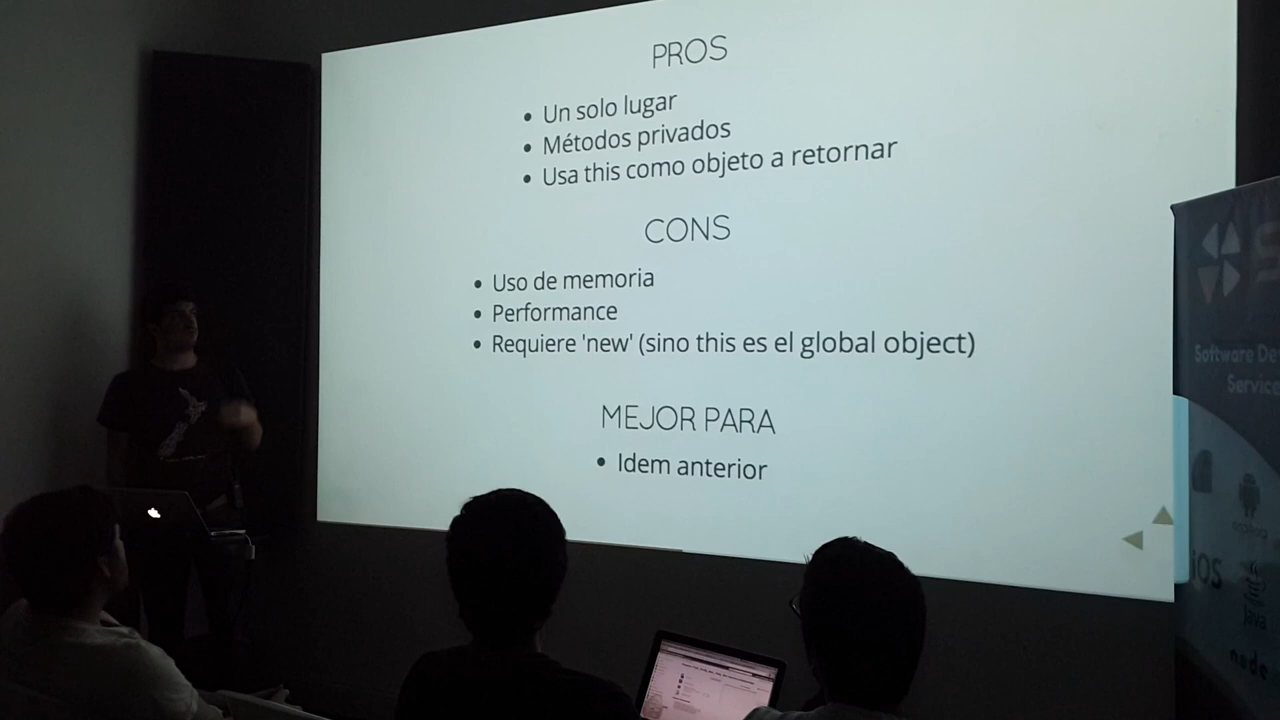 PROS
• Un solo lugar
• Métodos privados
• Usa this como objeto a retornar
CONS
• Uso de memoria
• Performance
• Requiere 'new' (sino this es el global object)
MEJOR PARA
• Idem anterior
Software De
Service
iOS
Java
node